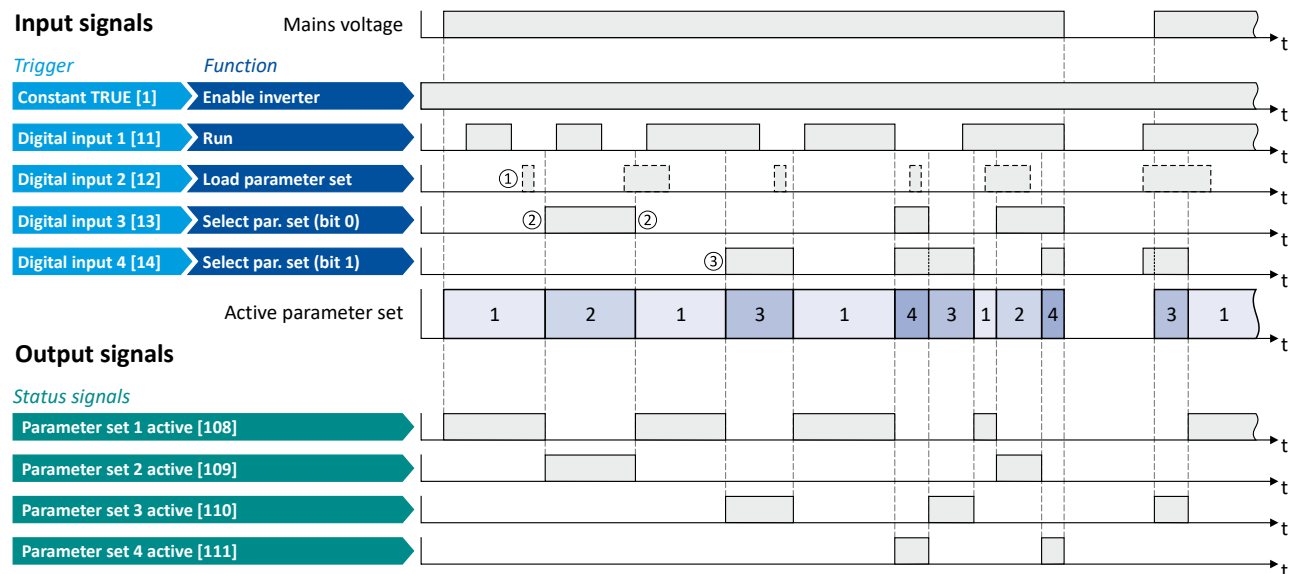 Input signals
Mains voltage
t
Trigger Function
Constant TRUE [1] Enable inverter
t
Digital input 1 [11] Run
t
Digital input 2 [12] Load parameter set ①
t
Digital input 3 [13] Select par. set (bit 0) ② ②
t
Digital input 4 [14] Select par. set (bit 1) ③
t
Active parameter set 1 2 1 3 1 4 3 1 2 4 3 1
t
Output signals
Status signals
Parameter set 1 active [108]
t
Parameter set 2 active [109]
t
Parameter set 3 active [110]
t
Parameter set 4 active [111]
t